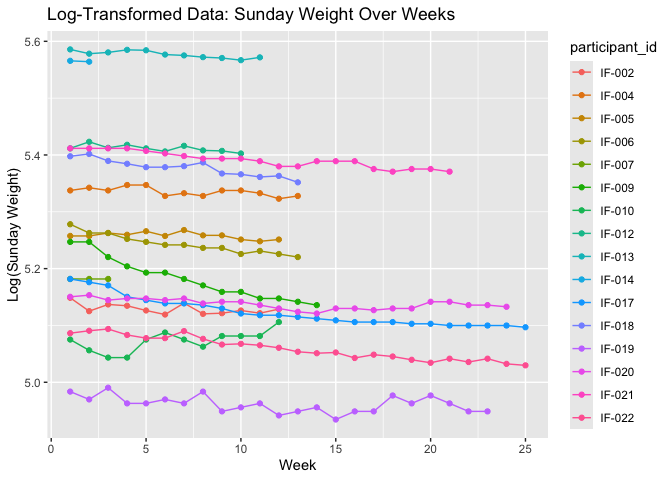 Log-Transformed Data: Sunday Weight Over Weeks
Log(Sunday Weight)
5.6
5.4
5.2
5.0
0
5
10
15
20
25
Week
participant_id
IF-002
IF-004
IF-005
IF-006
IF-007
IF-009
IF-010
IF-012
IF-013
IF-014
IF-017
IF-018
IF-019
IF-020
IF-021
IF-022